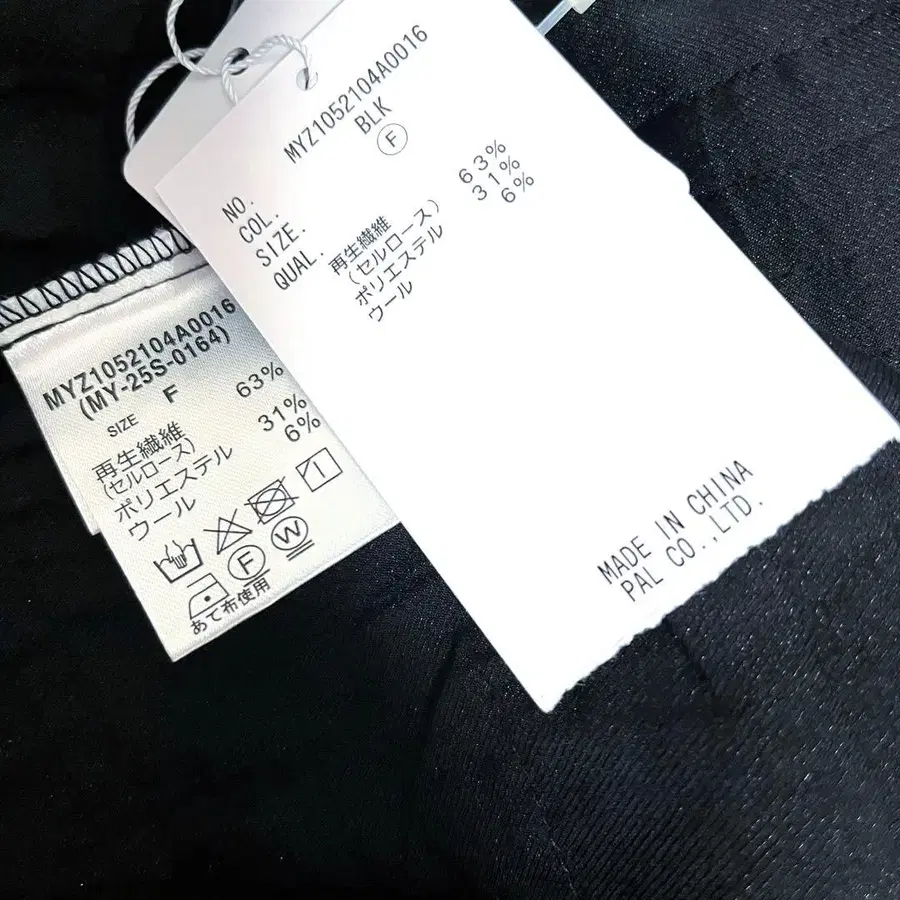 NO. MYZ1052104A0016
COL. BLK
SIZE. F
QUAL. 再生繊維 63%
(セルロース)
ポリエステル 31%
ウール 6%
MADE IN CHINA
PAL CO.,LTD.
MYZ1052104A0016
(MY-25S-0164)
SIZE F
再生繊維 63%
(セルロース)
ポリエステル 31%
ウール 6%
F W
あて布使用